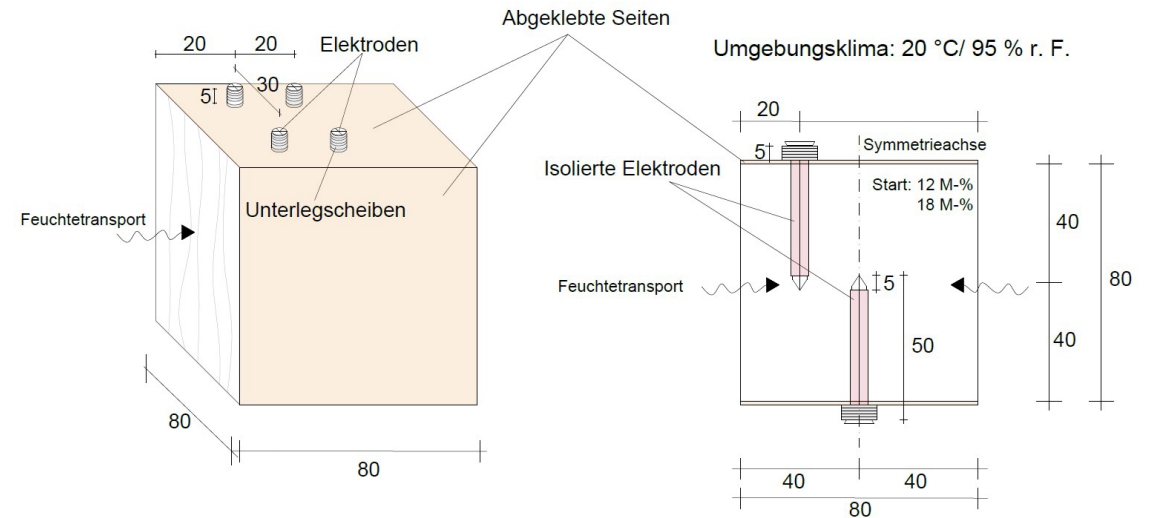 Abgeklebte Seiten
20
20
Elektroden
Umgebungsklima: 20 °C/ 95 % r. F.
30
5
Unterlegscheiben
Feuchtetransport
80
80
20
5
Symmetrieachse
Isolierte Elektroden
Start: 12 M-%
18 M-%
40
Feuchtetransport
5
80
50
40
40
40
80